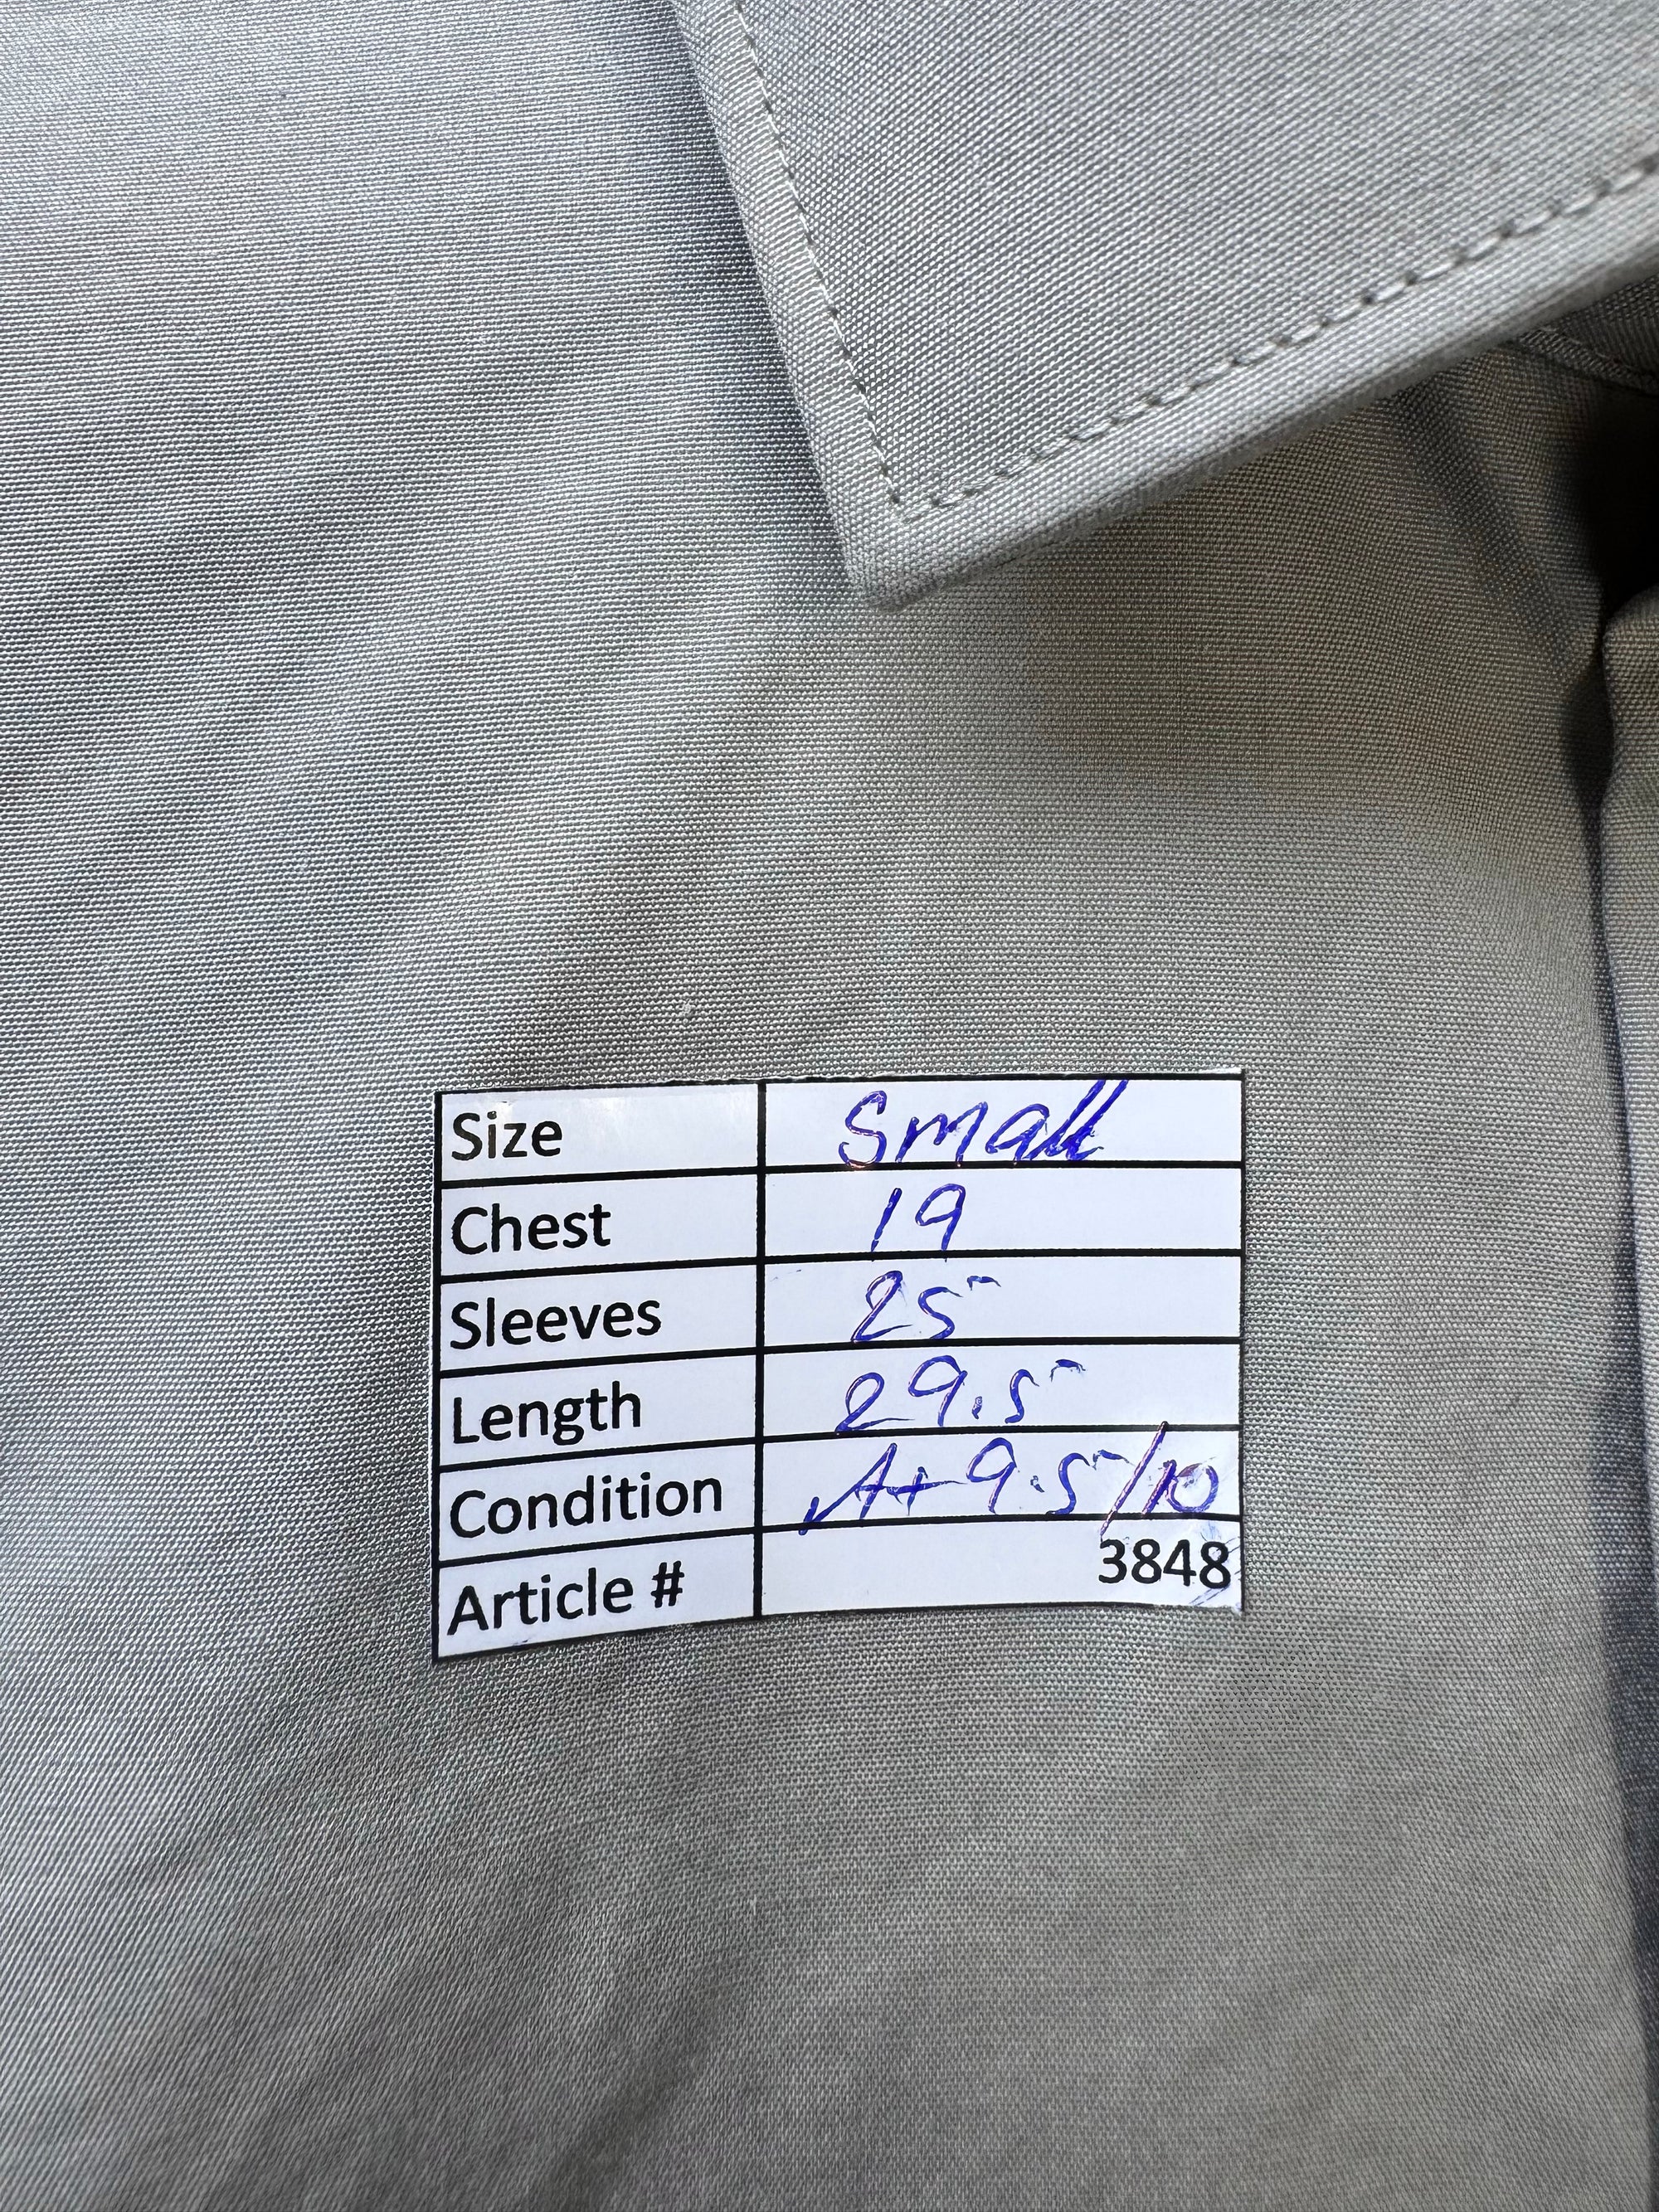 Size Small
Chest 19
Sleeves 25
Length 29.5
Condition A+ 9.5/10
Article # 3848